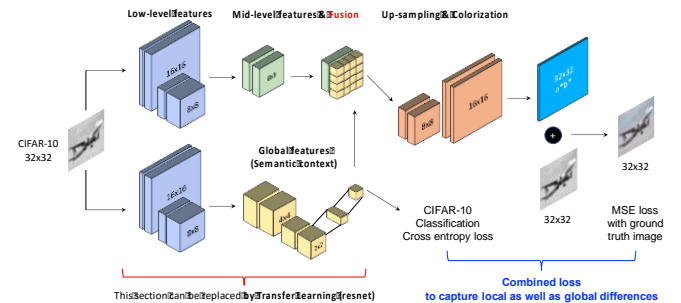 Low-level features
Mid-level features & Fusion
Up-sampling & Colorization
16x16
8x8
8x8
8x8
16x16
32x32
a*b*
+
CIFAR-10
32x32
32x32
32x32
Global features
(Semantic context)
16x16
8x8
4x4
2x2
CIFAR-10
Classification
Cross entropy loss
MSE loss
with ground
truth image
This section can be replaced by Transfer Learning (resnet)
Combined loss
to capture local as well as global differences